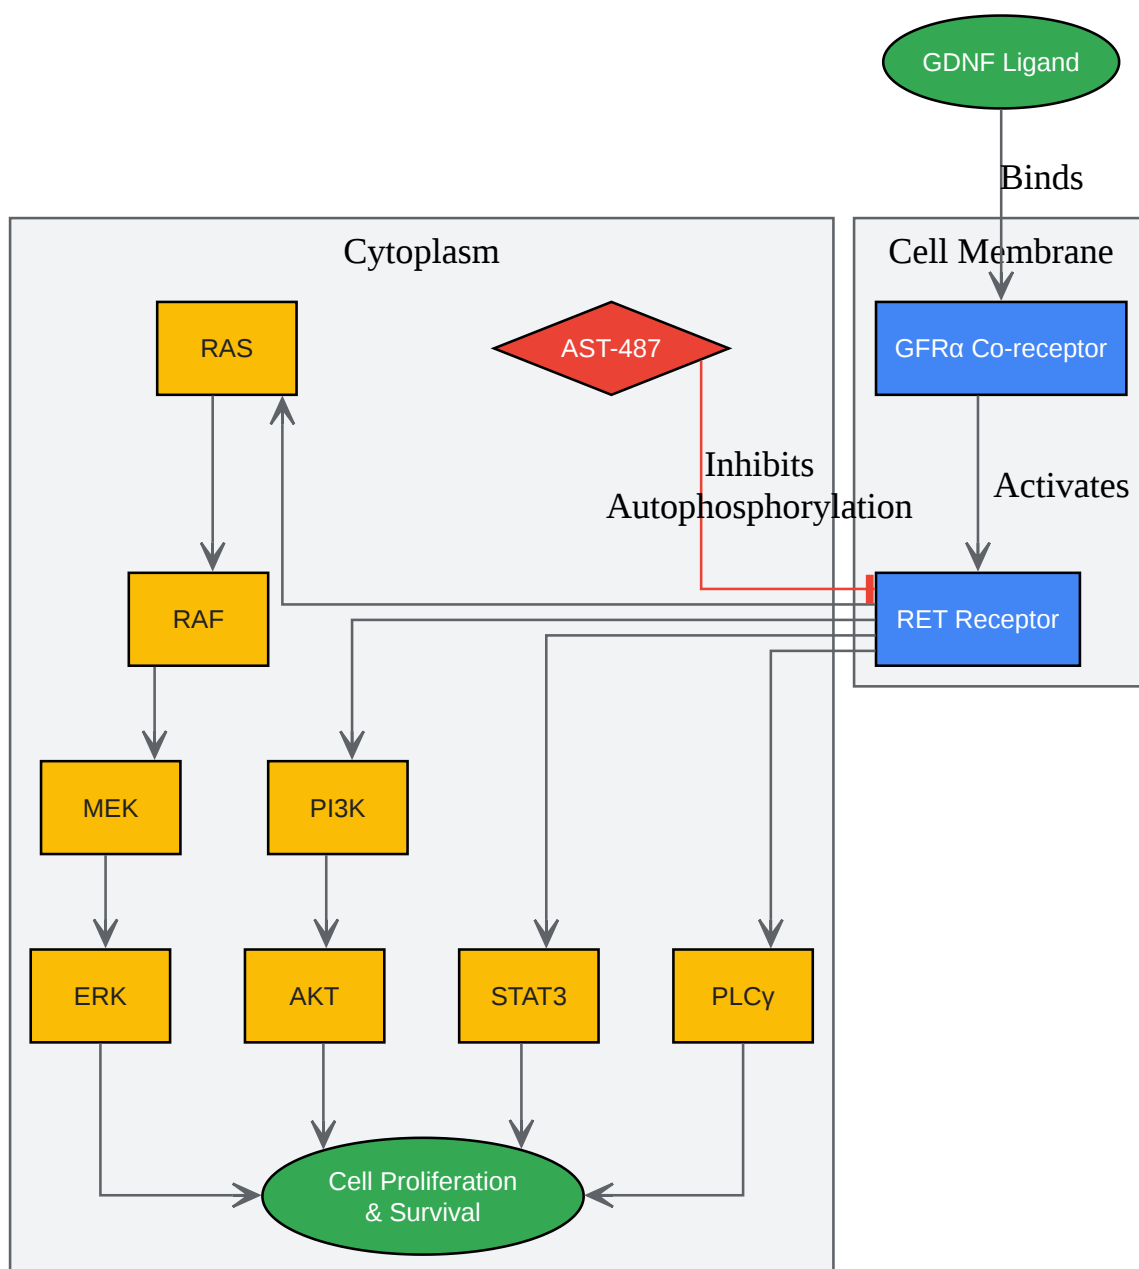 GDNF Ligand
Binds
Cytoplasm
Cell Membrane
RAS
AST-487
GFRα Co-receptor
Inhibits
Autophosphorylation
Activates
RAF
RET Receptor
MEK
PI3K
ERK
AKT
STAT3
PLCγ
Cell Proliferation
& Survival